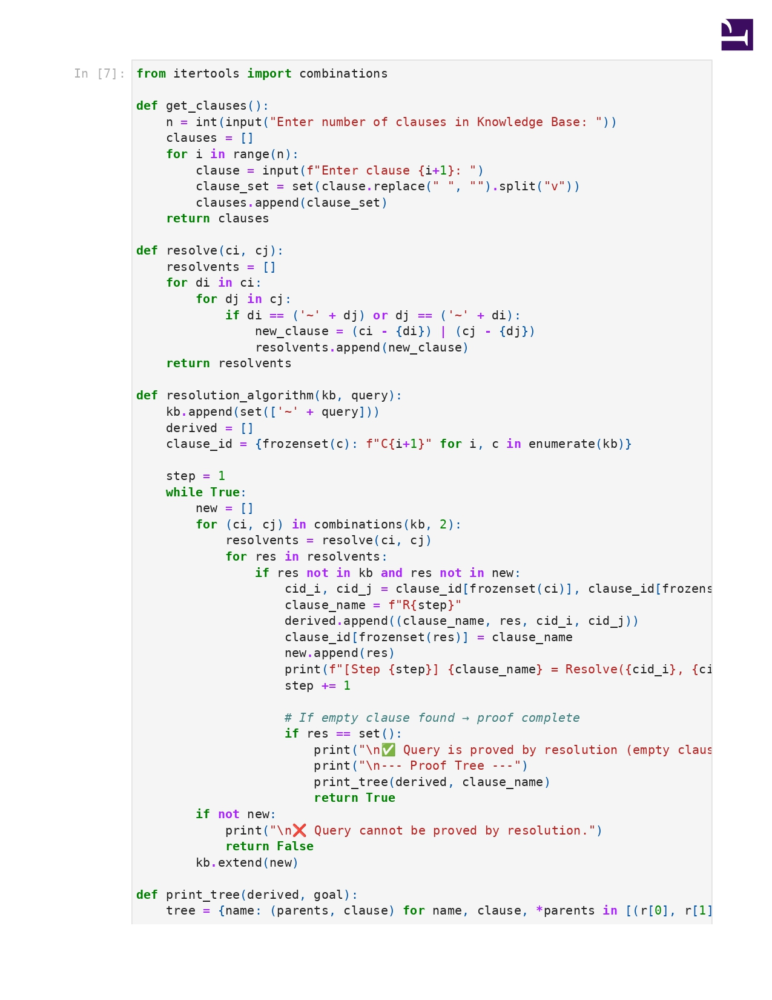 In [7]: from itertools import combinations

def get_clauses():
    n = int(input("Enter number of clauses in Knowledge Base: "))
    clauses = []
    for i in range(n):
        clause = input(f"Enter clause {i+1}: ")
        clause_set = set(clause.replace(" ", "").split("v"))
        clauses.append(clause_set)
    return clauses

def resolve(ci, cj):
    resolvents = []
    for di in ci:
        for dj in cj:
            if di == ('~' + dj) or dj == ('~' + di):
                new_clause = (ci - {di}) | (cj - {dj})
                resolvents.append(new_clause)
    return resolvents

def resolution_algorithm(kb, query):
    kb.append(set(['~' + query]))
    derived = []
    clause_id = {frozenset(c): f"C{i+1}" for i, c in enumerate(kb)}

    step = 1
    while True:
        new = []
        for (ci, cj) in combinations(kb, 2):
            resolvents = resolve(ci, cj)
            for res in resolvents:
                if res not in kb and res not in new:
                    cid_i, cid_j = clause_id[frozenset(ci)], clause_id[frozens
                    clause_name = f"R{step}"
                    derived.append((clause_name, res, cid_i, cid_j))
                    clause_id[frozenset(res)] = clause_name
                    new.append(res)
                    print(f"[Step {step}] {clause_name} = Resolve({cid_i}, {ci
                    step += 1

                    # If empty clause found → proof complete
                    if res == set():
                        print("\n✅ Query is proved by resolution (empty claus
                        print("\n--- Proof Tree ---")
                        print_tree(derived, clause_name)
                        return True
        if not new:
            print("\n❌ Query cannot be proved by resolution.")
            return False
        kb.extend(new)

def print_tree(derived, goal):
    tree = {name: (parents, clause) for name, clause, *parents in [(r[0], r[1]